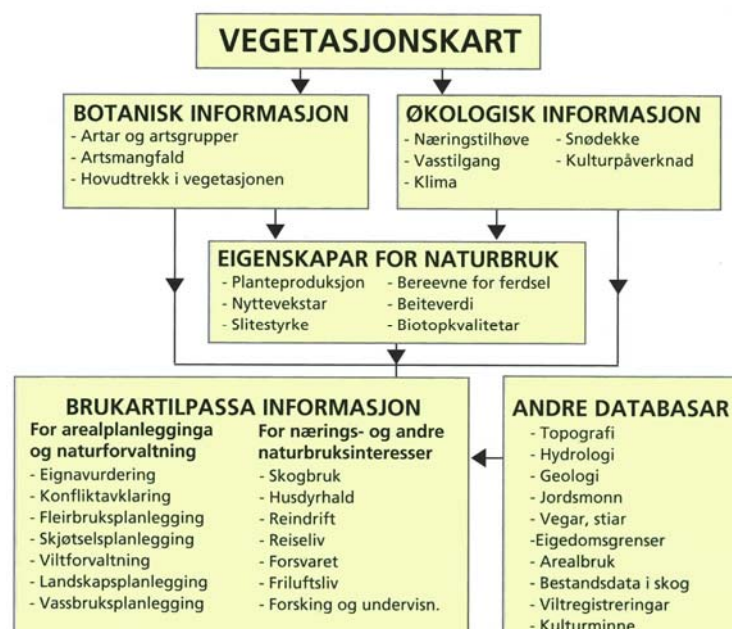 VEGETASJONSKART
BOTANISK INFORMASJON
- Artar og artsgrupper
- Artsmangfald
- Hovudtrekk i vegetasjonen
ØKOLOGISK INFORMASJON
- Næringstilhøve
- Vasstilgang
- Klima
- Snødekke
- Kulturpåverknad
EIGENSKAPAR FOR NATURBRUK
- Planteproduksjon
- Nyttevekstar
- Slitestyrke
- Bereevne for ferdsel
- Beiteverdi
- Biotopkvalitetar
BRUKARTILPASSA INFORMASJON
For arealplanlegginga
og naturforvaltning
- Eignavurdering
- Konfliktavklaring
- Fleirbruksplanlegging
- Skjøtselsplanlegging
- Viltforvaltning
- Landskapsplanlegging
- Vassbruksplanlegging
For nærings- og andre
naturbruksinteresser
- Skogbruk
- Husdyrhald
- Reindrift
- Reiseliv
- Forsvaret
- Friluftsliv
- Forsking og undervisn.
ANDRE DATABASAR
- Topografi
- Hydrologi
- Geologi
- Jordsmonn
- Vegar, stiar
-Eigedomsgrenser
- Arealbruk
- Bestandsdata i skog
- Viltregistreringar
- Kulturminne